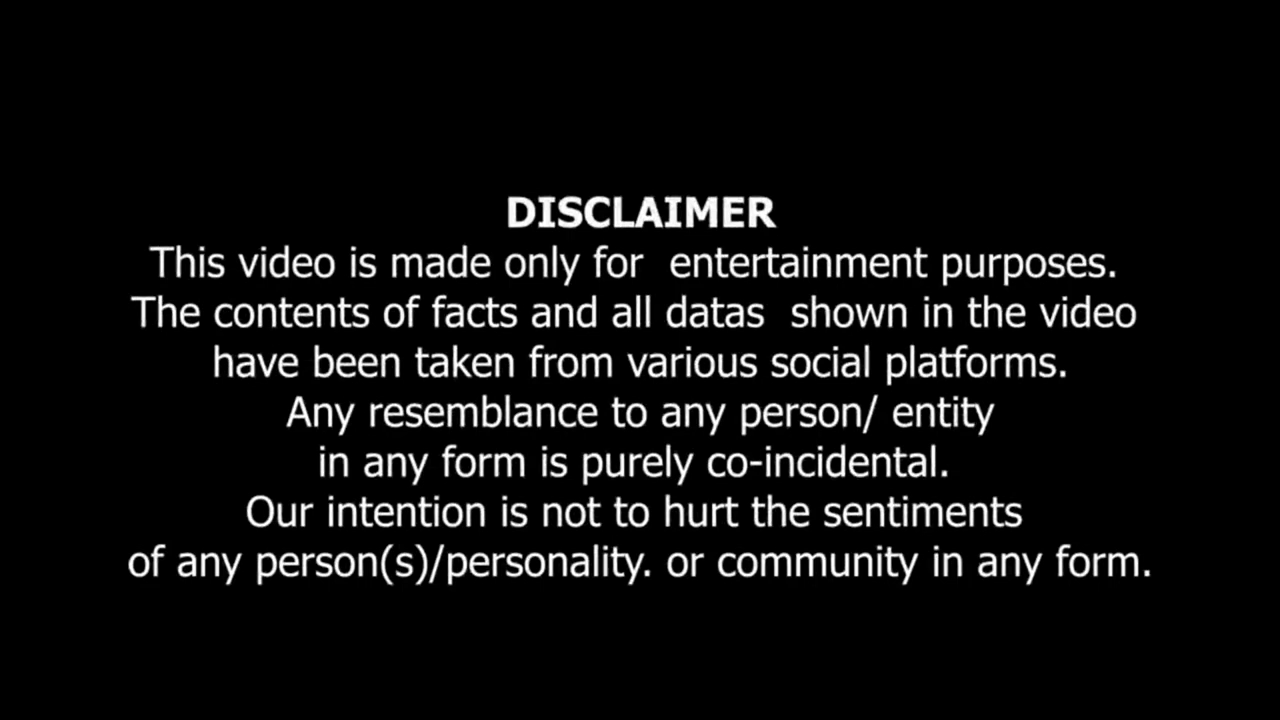 DISCLAIMER
This video is made only for  entertainment purposes.
The contents of facts and all datas  shown in the video
have been taken from various social platforms.
Any resemblance to any person/ entity
in any form is purely co-incidental.
Our intention is not to hurt the sentiments
of any person(s)/personality. or community in any form.